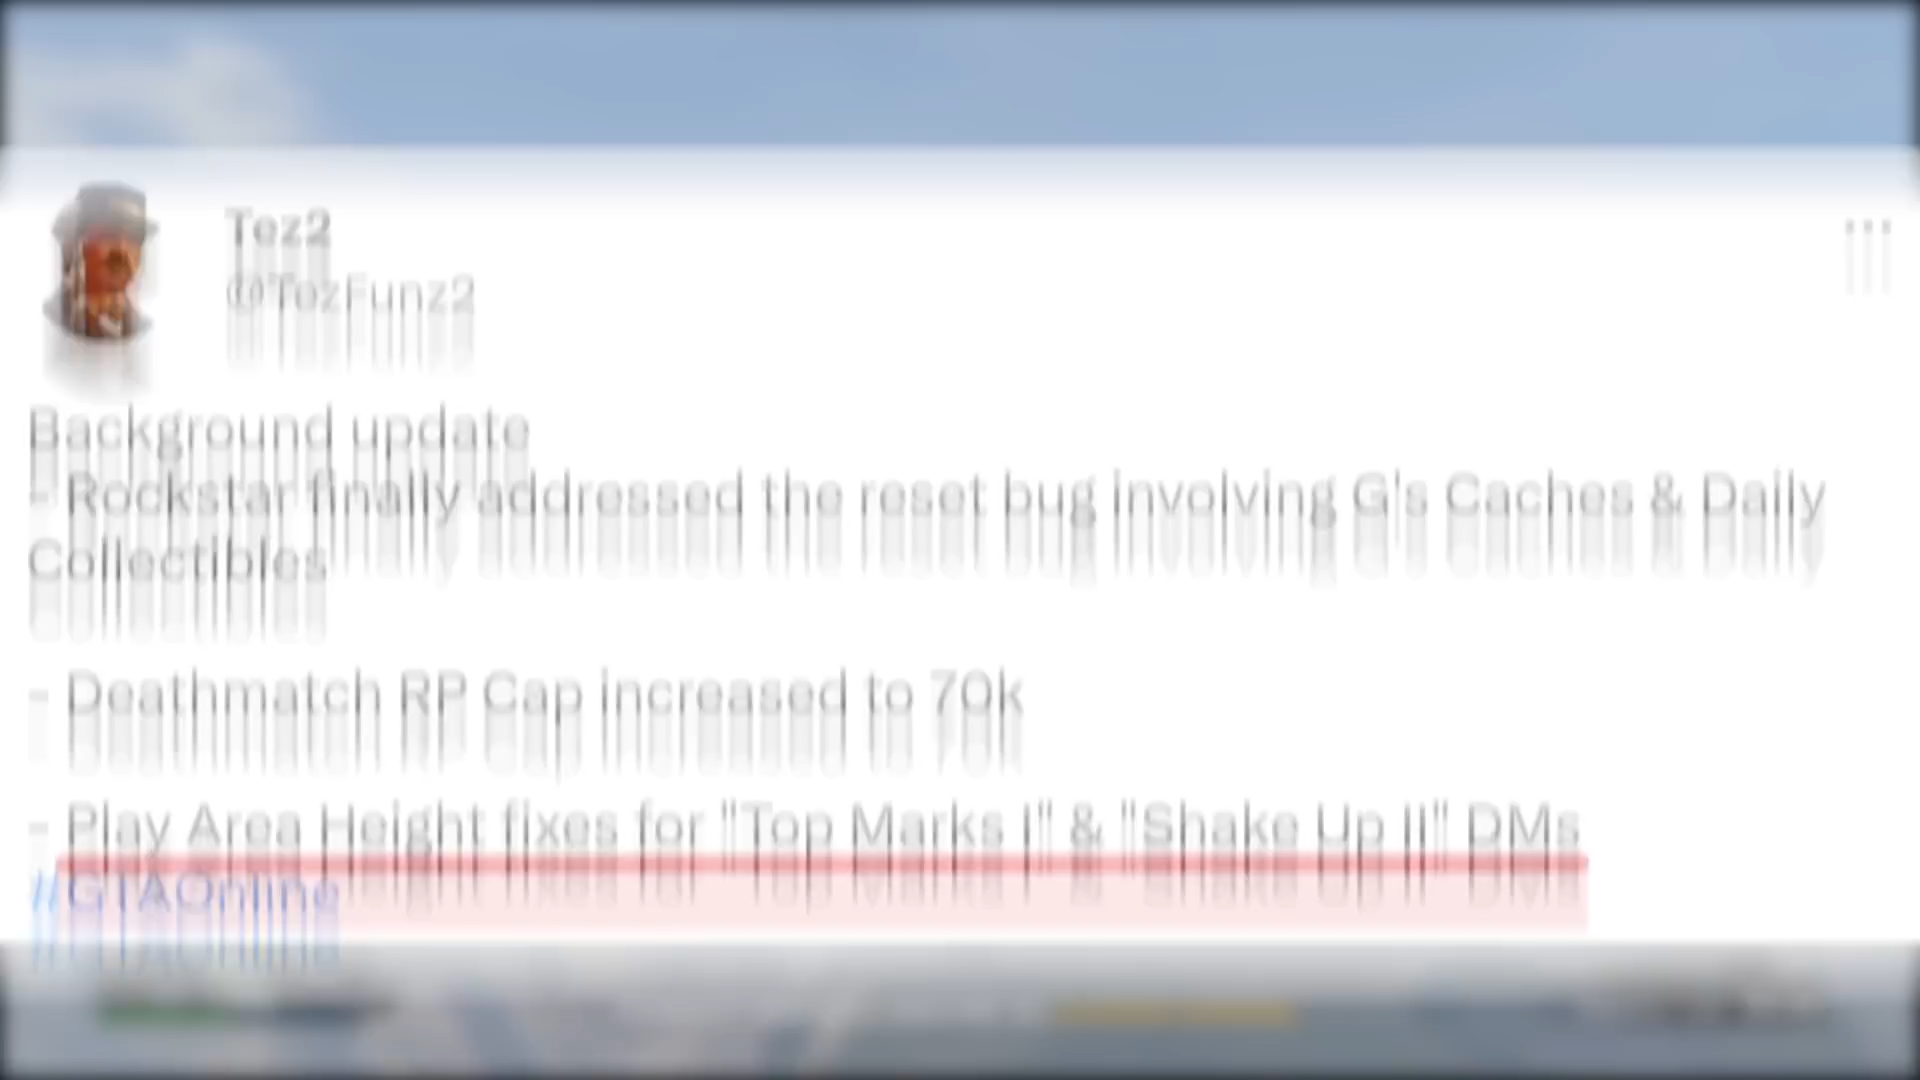 Tez2
@TezFunz2
Background update
- Rockstar finally addressed the reset bug involving G's Caches & Daily
Collectibles
- Deathmatch RP Cap increased to 70k
- Play Area Height fixes for "Top Marks I" & "Shake Up II" DMs
#GTAOnline